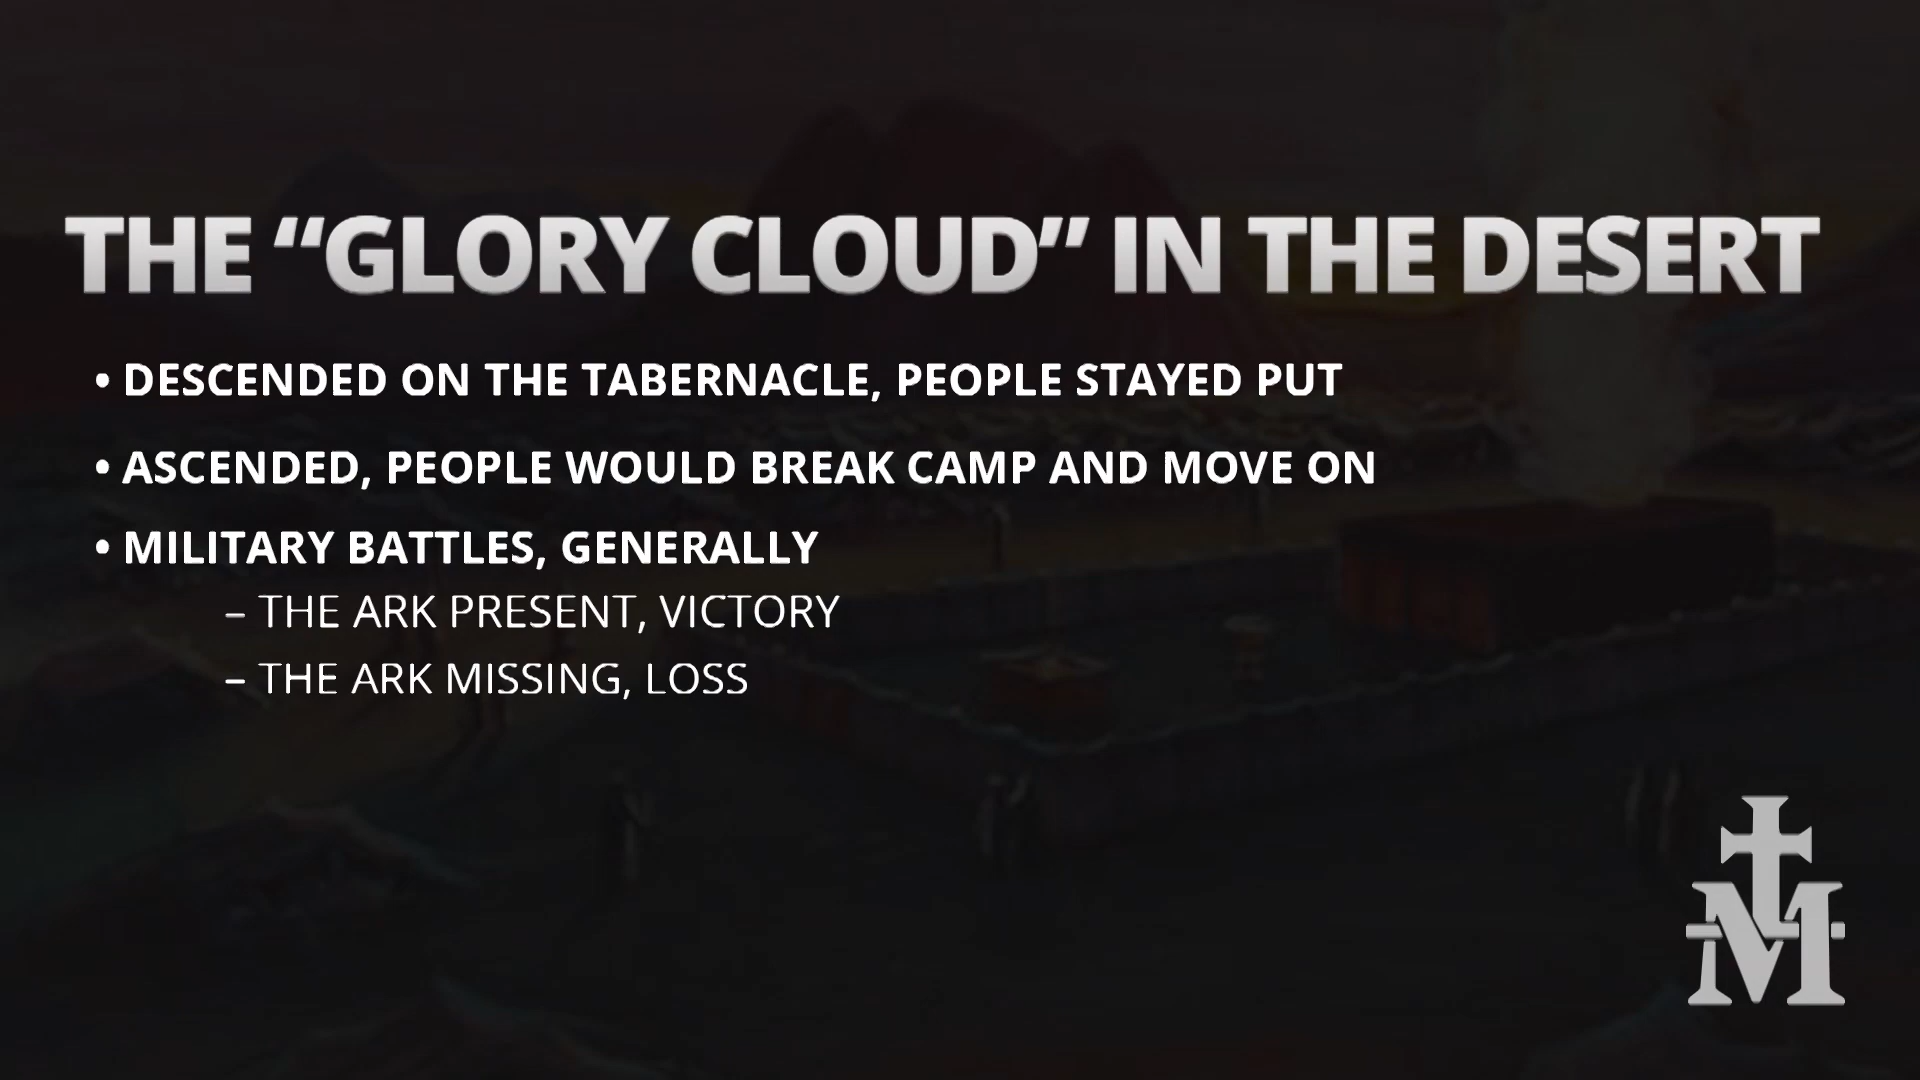 THE “GLORY CLOUD” IN THE DESERT
• DESCENDED ON THE TABERNACLE, PEOPLE STAYED PUT
• ASCENDED, PEOPLE WOULD BREAK CAMP AND MOVE ON
• MILITARY BATTLES, GENERALLY
– THE ARK PRESENT, VICTORY
– THE ARK MISSING, LOSS
M